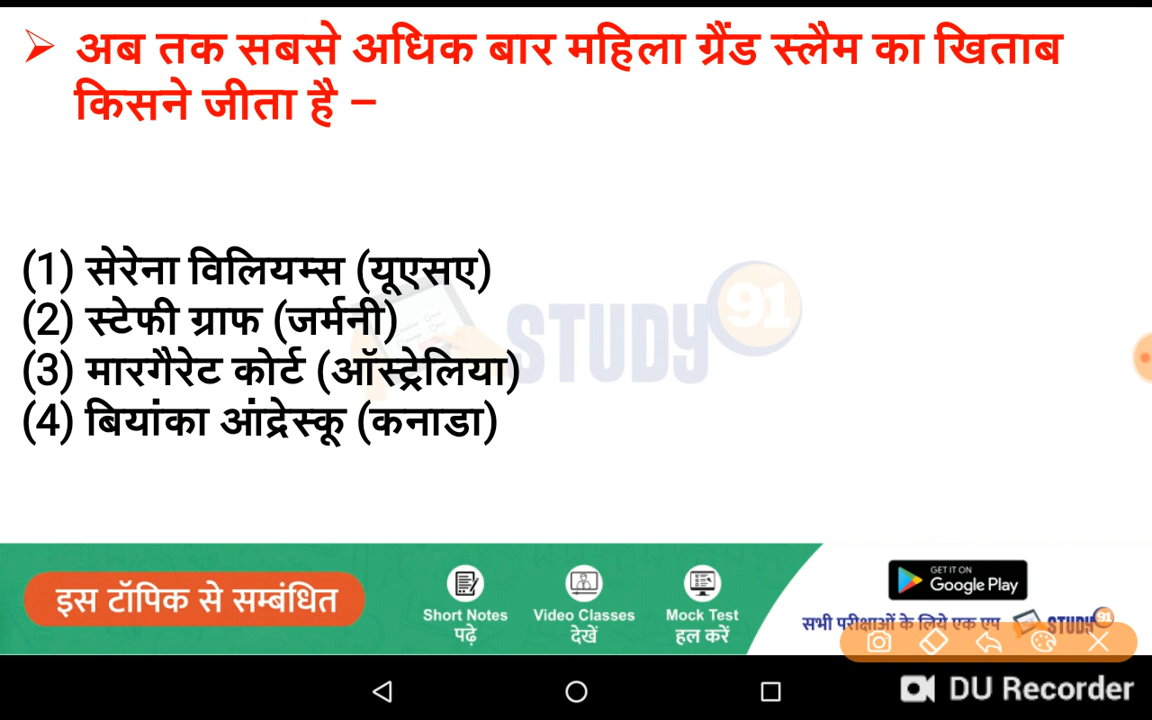 ➢ अब तक सबसे अधिक बार महिला ग्रैंड स्लैम का खिताब
किसने जीता है –
(1) सेरेना विलियम्स (यूएसए)
(2) स्टेफी ग्राफ (जर्मनी)
(3) मारगैरेट कोर्ट (ऑस्ट्रेलिया)
(4) बियांका आंद्रेस्कू (कनाडा)
STUDY 91
इस टॉपिक से सम्बंधित
Short Notes
पढ़े
Video Classes
देखें
Mock Test
हल करें
GET IT ON
Google Play
सभी परीक्षाओं के लिये एक एप
STUDY 91
DU Recorder